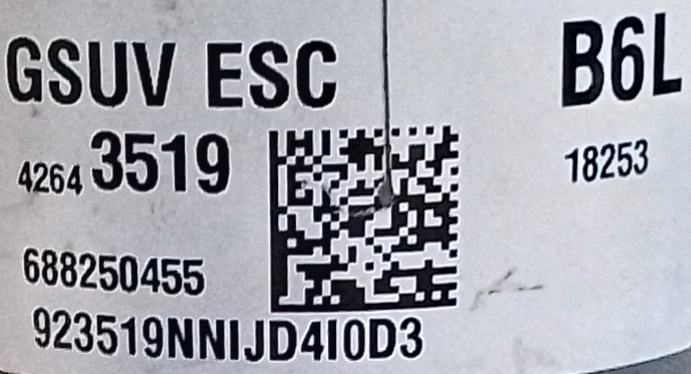 GSUV ESC B6L
4264 3519 18253
688250455
923519NNIJD4I0D3